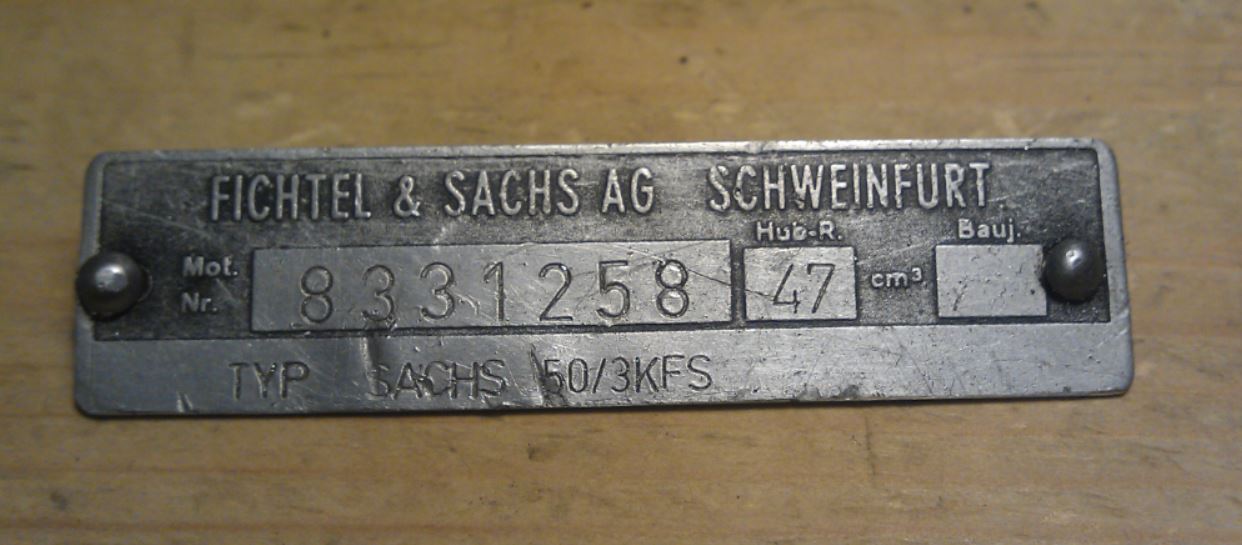 FICHTEL & SACHS AG SCHWEINFURT
Hub-R. Bauj.
Mot. Nr. 8331258 47 cm³
TYP SACHS 50/3KFS